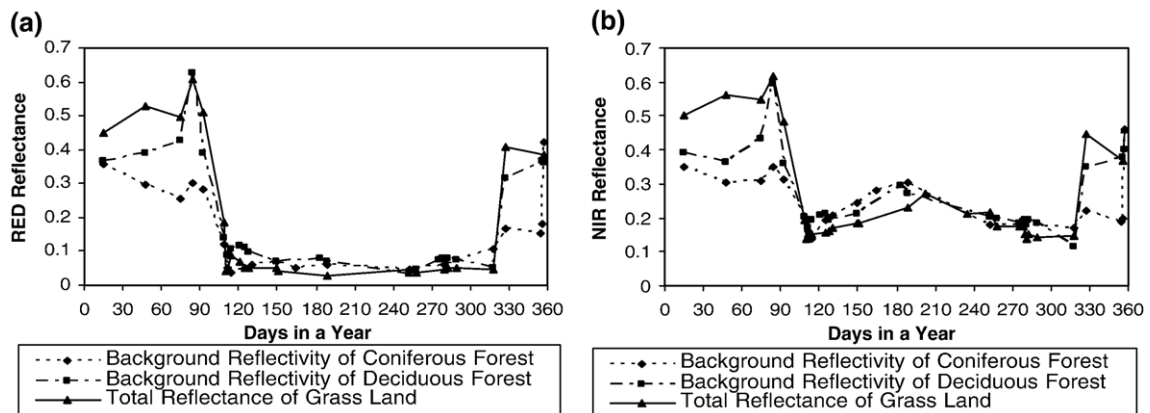 (a)
0.7
0.6
0.5
0.4
0.3
0.2
0.1
0
RED Reflectance
0 30 60 90 120 150 180 210 240 270 300 330 360
Days in a Year
Background Reflectivity of Coniferous Forest
Background Reflectivity of Deciduous Forest
Total Reflectance of Grass Land
(b)
0.7
0.6
0.5
0.4
0.3
0.2
0.1
0
NIR Reflectance
0 30 60 90 120 150 180 210 240 270 300 330 360
Days in a Year
Background Reflectivity of Coniferous Forest
Background Reflectivity of Deciduous Forest
Total Reflectance of Grass Land